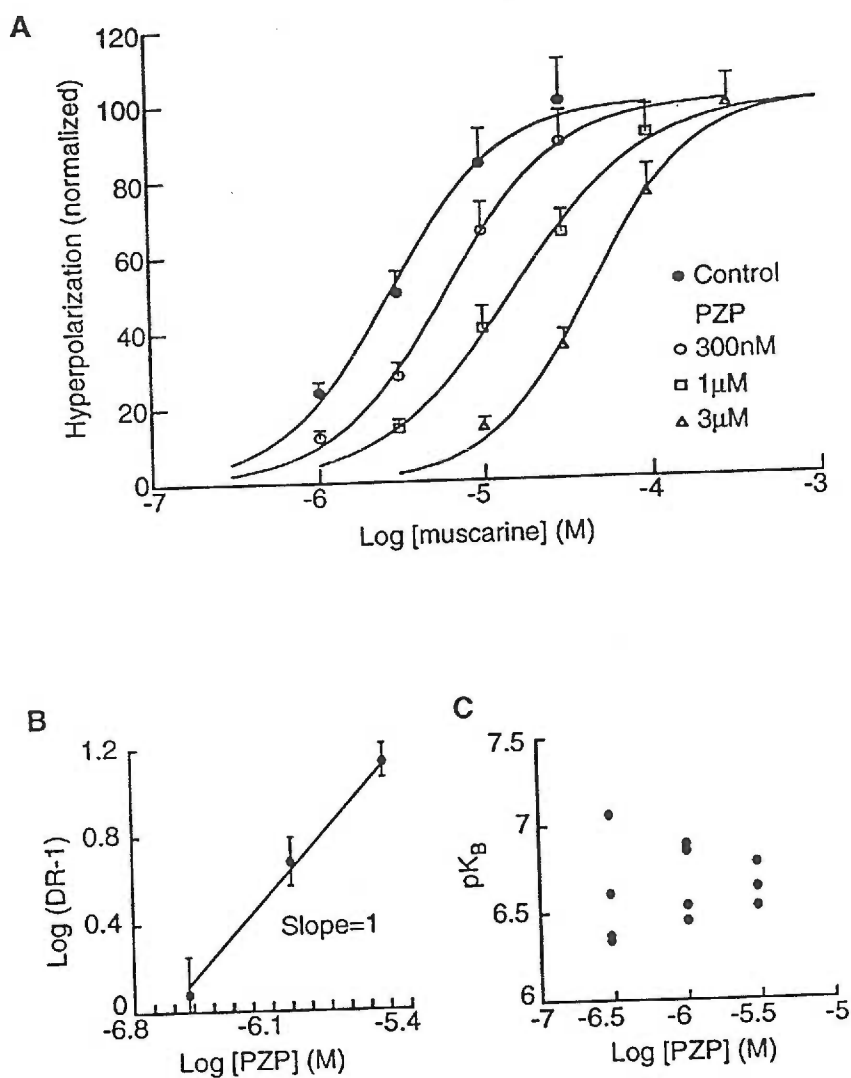 A
120
100
80
60
40
20
0
Hyperpolarization (normalized)
Control
PZP
300nM
1µM
3µM
-7
-6
-5
-4
-3
Log [muscarine] (M)
B
1.2
0.8
0.4
0
Log (DR-1)
Slope=1
-6.8
-6.1
-5.4
Log [PZP] (M)
C
7.5
7
6.5
6
pKB
-7
-6.5
-6
-5.5
-5
Log [PZP] (M)